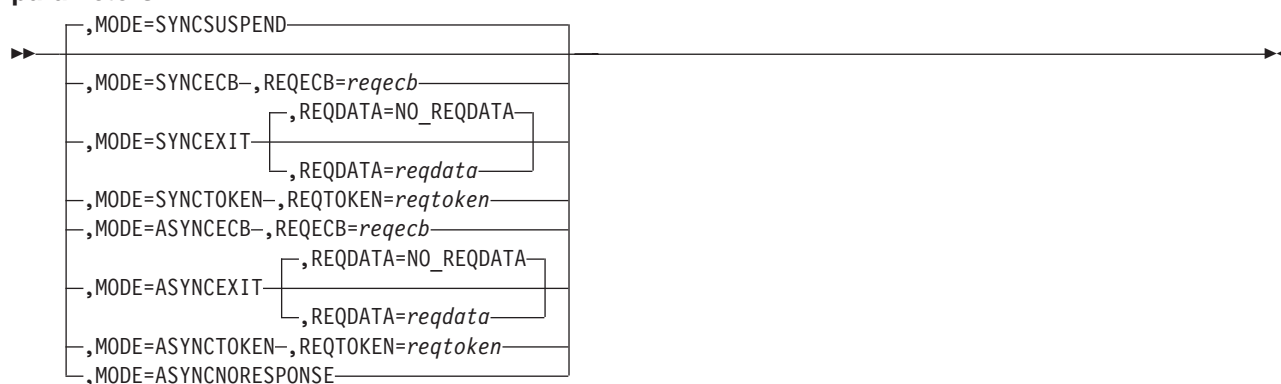 ,MODE=SYNCSUSPEND
,MODE=SYNCECB ,REQECB=reqecb
,REQDATA=NO_REQDATA
,MODE=SYNCEXIT
,REQDATA=reqdata
,MODE=SYNCTOKEN ,REQTOKEN=reqtoken
,MODE=ASYNCECB ,REQECB=reqecb
,REQDATA=NO_REQDATA
,MODE=ASYNCEXIT
,REQDATA=reqdata
,MODE=ASYNCTOKEN ,REQTOKEN=reqtoken
,MODE=ASYNCNORESPONSE